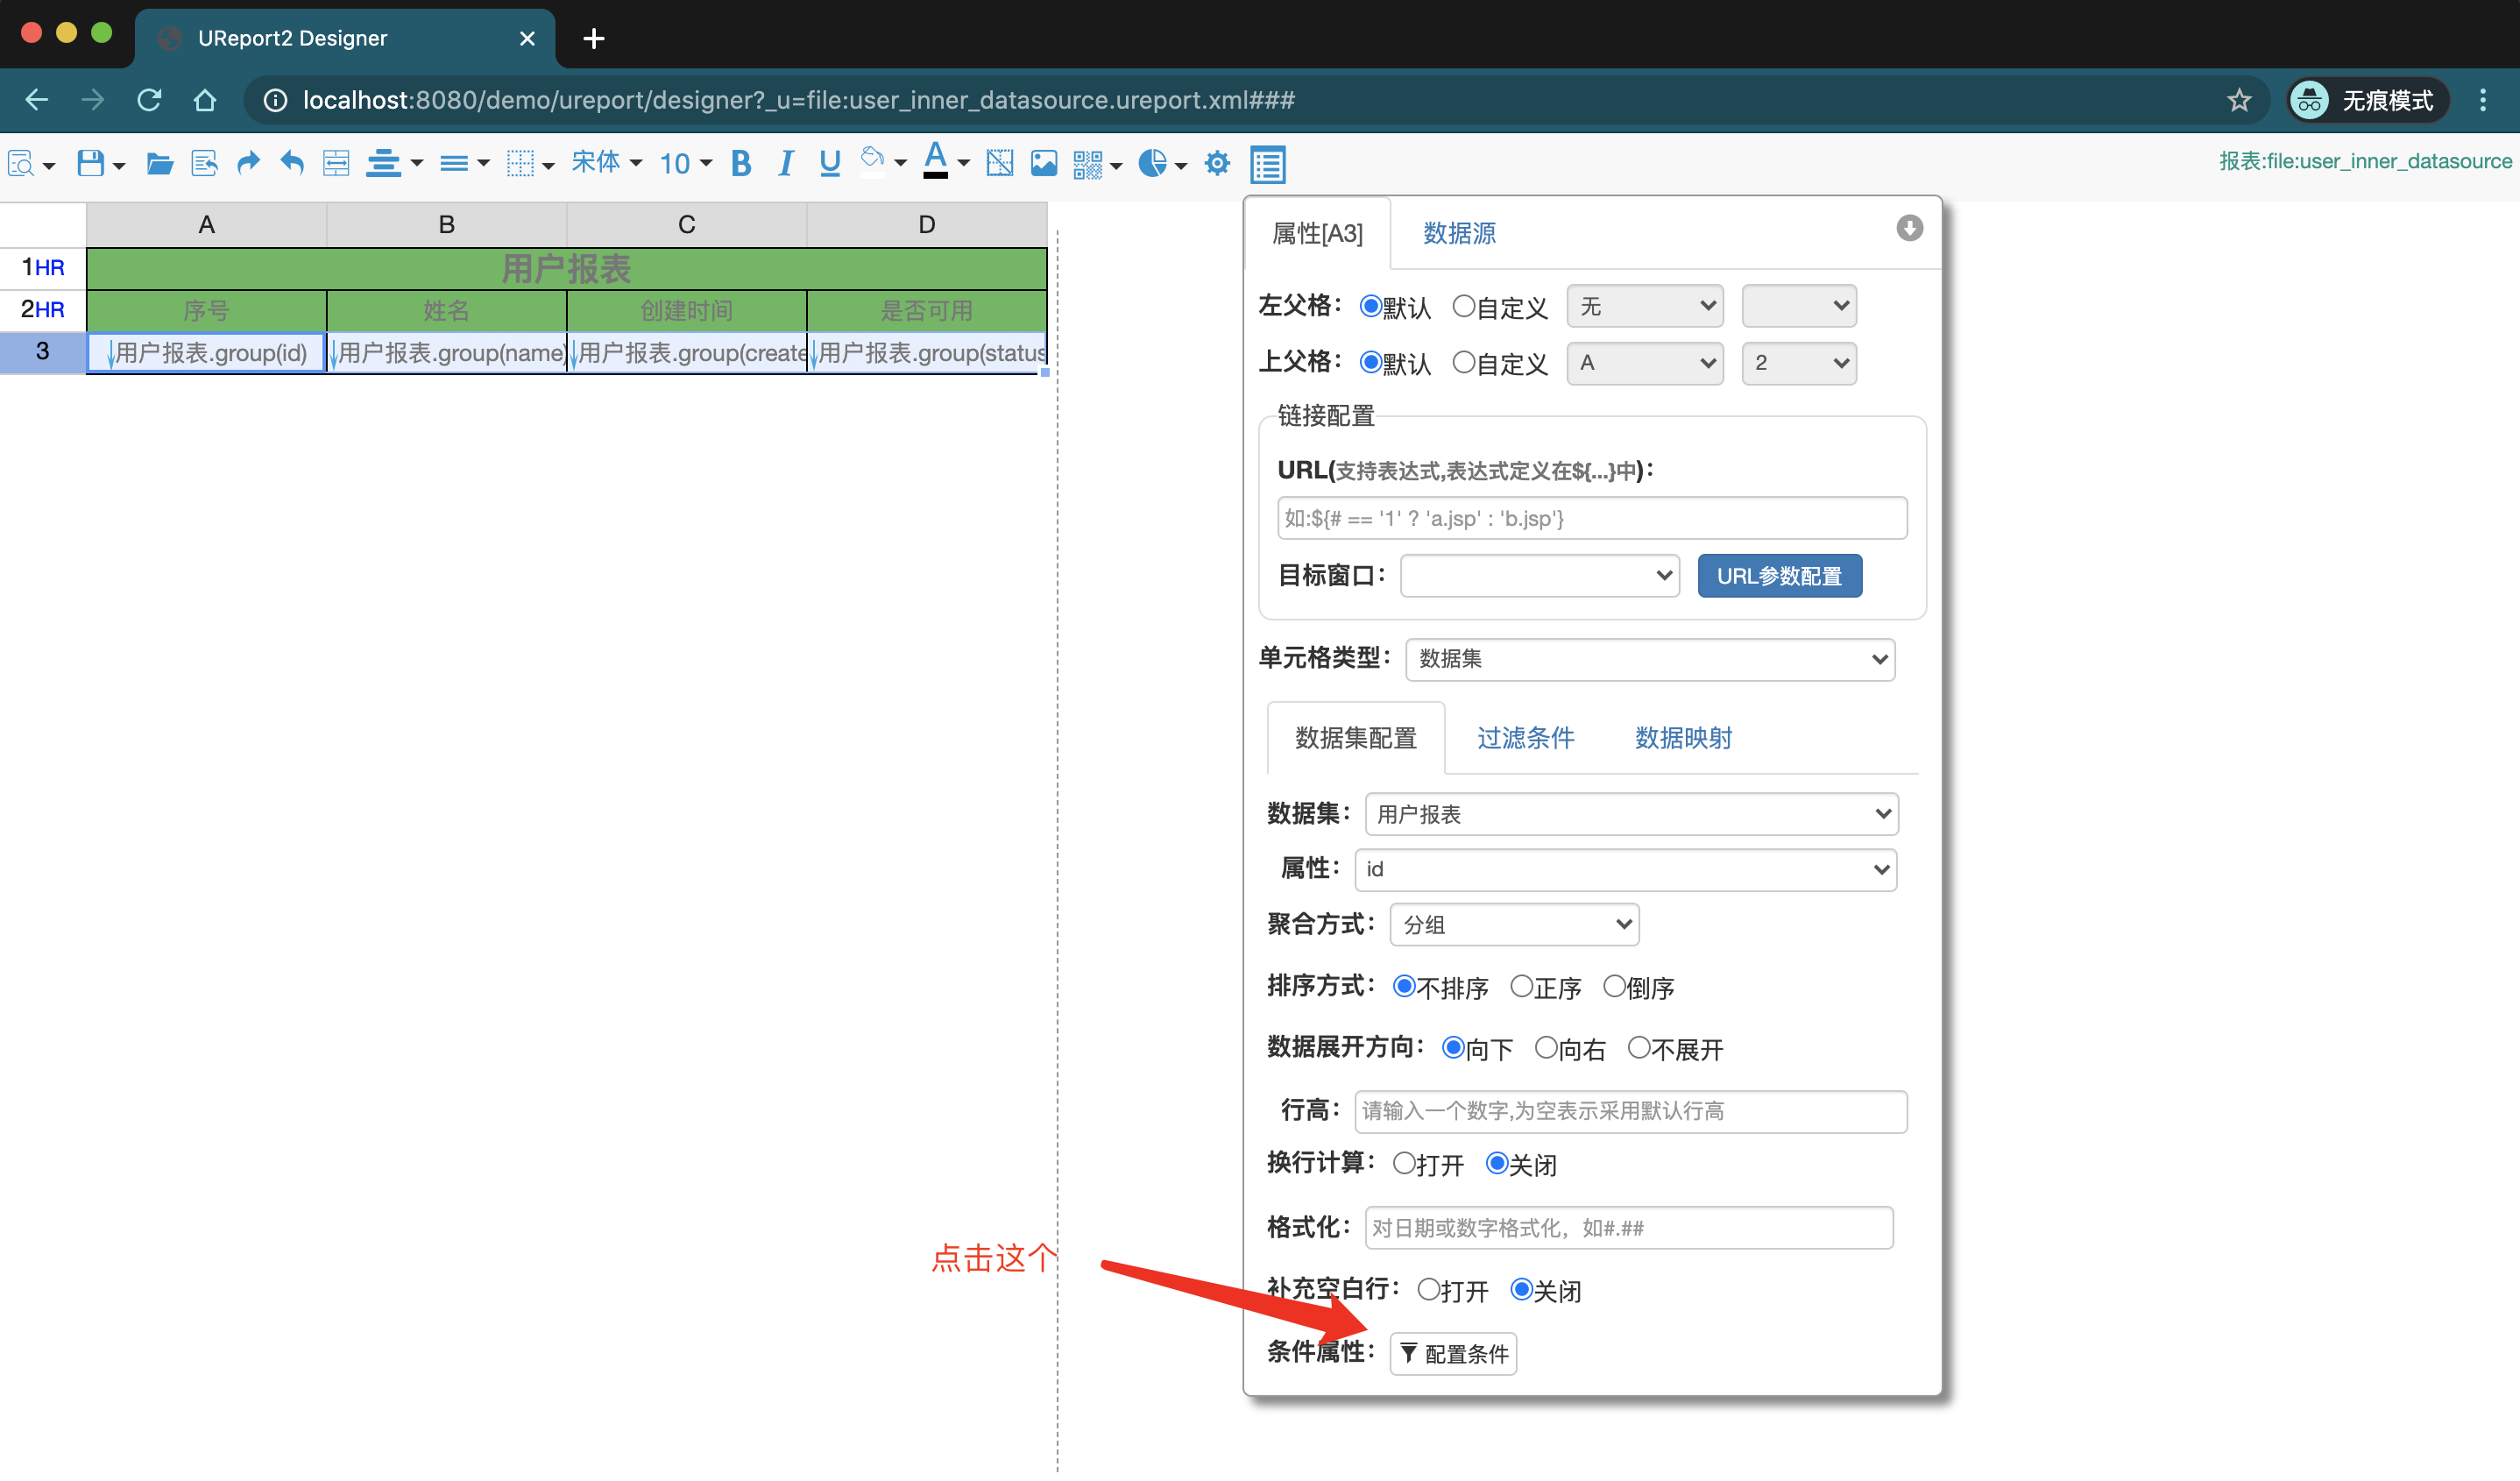 UReport2 Designer
localhost:8080/demo/ureport/designer?_u=file:user_inner_datasource.ureport.xml###
无痕模式
宋体 10 B I U A
报表:file:user_inner_datasource
A B C D
1HR 用户报表
2HR 序号 姓名 创建时间 是否可用
3 用户报表.group(id) 用户报表.group(name) 用户报表.group(create 用户报表.group(status
属性[A3] 数据源
左父格： 默认 自定义 无
上父格： 默认 自定义 A 2
链接配置
URL(支持表达式,表达式定义在${...}中)：
如:${# == '1' ? 'a.jsp' : 'b.jsp'}
目标窗口： URL参数配置
单元格类型： 数据集
数据集配置 过滤条件 数据映射
数据集： 用户报表
属性： id
聚合方式： 分组
排序方式： 不排序 正序 倒序
数据展开方向： 向下 向右 不展开
行高： 请输入一个数字,为空表示采用默认行高
换行计算： 打开 关闭
格式化： 对日期或数字格式化，如#.##
点击这个
补充空白行： 打开 关闭
条件属性： 配置条件